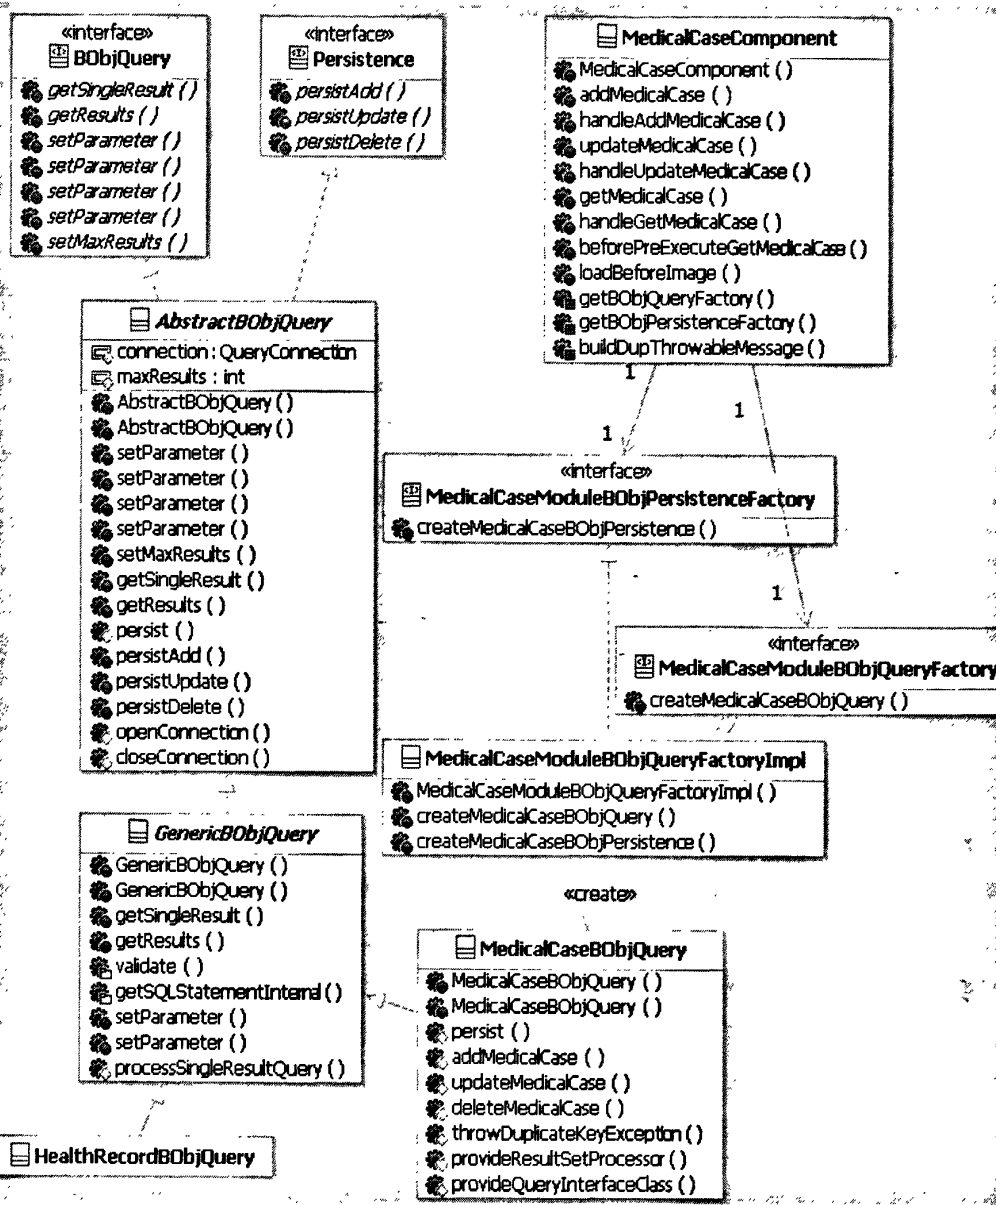 «interface»
BObjQuery
getSingleResult ( )
getResults ( )
setParameter ( )
setParameter ( )
setParameter ( )
setParameter ( )
setMaxResults ( )
«interface»
Persistence
persistAdd ( )
persistUpdate ( )
persistDelete ( )
MedicalCaseComponent
MedicalCaseComponent ( )
addMedicalCase ( )
handleAddMedicalCase ( )
updateMedicalCase ( )
handleUpdateMedicalCase ( )
getMedicalCase ( )
handleGetMedicalCase ( )
beforePreExecuteGetMedicalCase ( )
loadBeforeImage ( )
getBObjQueryFactory ( )
getBObjPersistenceFactory ( )
buildDupThrowableMessage ( )
AbstractBObjQuery
connection : QueryConnection
maxResults : int
AbstractBObjQuery ( )
AbstractBObjQuery ( )
setParameter ( )
setParameter ( )
setParameter ( )
setParameter ( )
setMaxResults ( )
getSingleResult ( )
getResults ( )
persist ( )
persistAdd ( )
persistUpdate ( )
persistDelete ( )
openConnection ( )
closeConnection ( )
1
1
1
1
«interface»
MedicalCaseModuleBObjPersistenceFactory
createMedicalCaseBObjPersistence ( )
«interface»
MedicalCaseModuleBObjQueryFactory
createMedicalCaseBObjQuery ( )
MedicalCaseModuleBObjQueryFactoryImpl
MedicalCaseModuleBObjQueryFactoryImpl ( )
createMedicalCaseBObjQuery ( )
createMedicalCaseBObjPersistence ( )
GenericBObjQuery
GenericBObjQuery ( )
GenericBObjQuery ( )
getSingleResult ( )
getResults ( )
validate ( )
getSQLStatementInternal ( )
setParameter ( )
setParameter ( )
processSingleResultQuery ( )
«create»
MedicalCaseBObjQuery
MedicalCaseBObjQuery ( )
MedicalCaseBObjQuery ( )
persist ( )
addMedicalCase ( )
updateMedicalCase ( )
deleteMedicalCase ( )
throwDuplicateKeyException ( )
provideResultSetProcessor ( )
provideQueryInterfaceClass ( )
HealthRecordBObjQuery